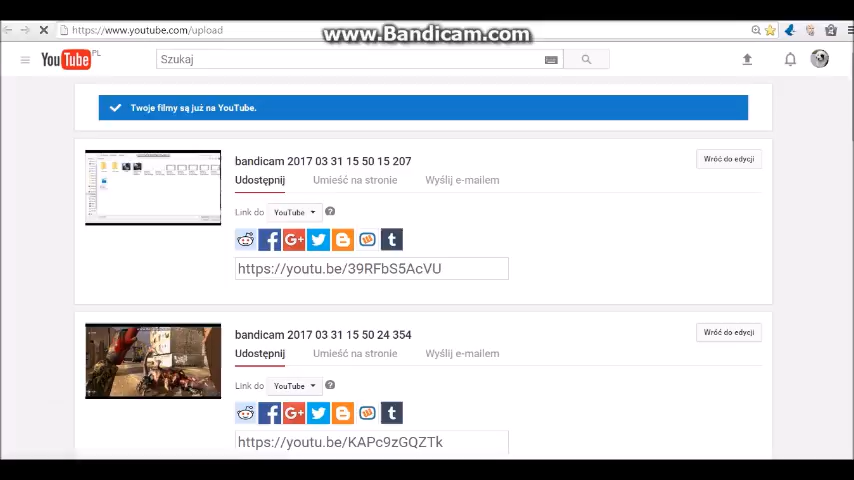 https://www.youtube.com/upload
www.Bandicam.com
YouTube PL
Szukaj
Twoje filmy są już na YouTube.
bandicam 2017 03 31 15 50 15 207
Wróć do edycji
Udostępnij Umieść na stronie Wyślij e-mailem
Link do YouTube
https://youtu.be/39RFbS5AcVU
bandicam 2017 03 31 15 50 24 354
Wróć do edycji
Udostępnij Umieść na stronie Wyślij e-mailem
Link do YouTube
https://youtu.be/KAPc9zGQZTk